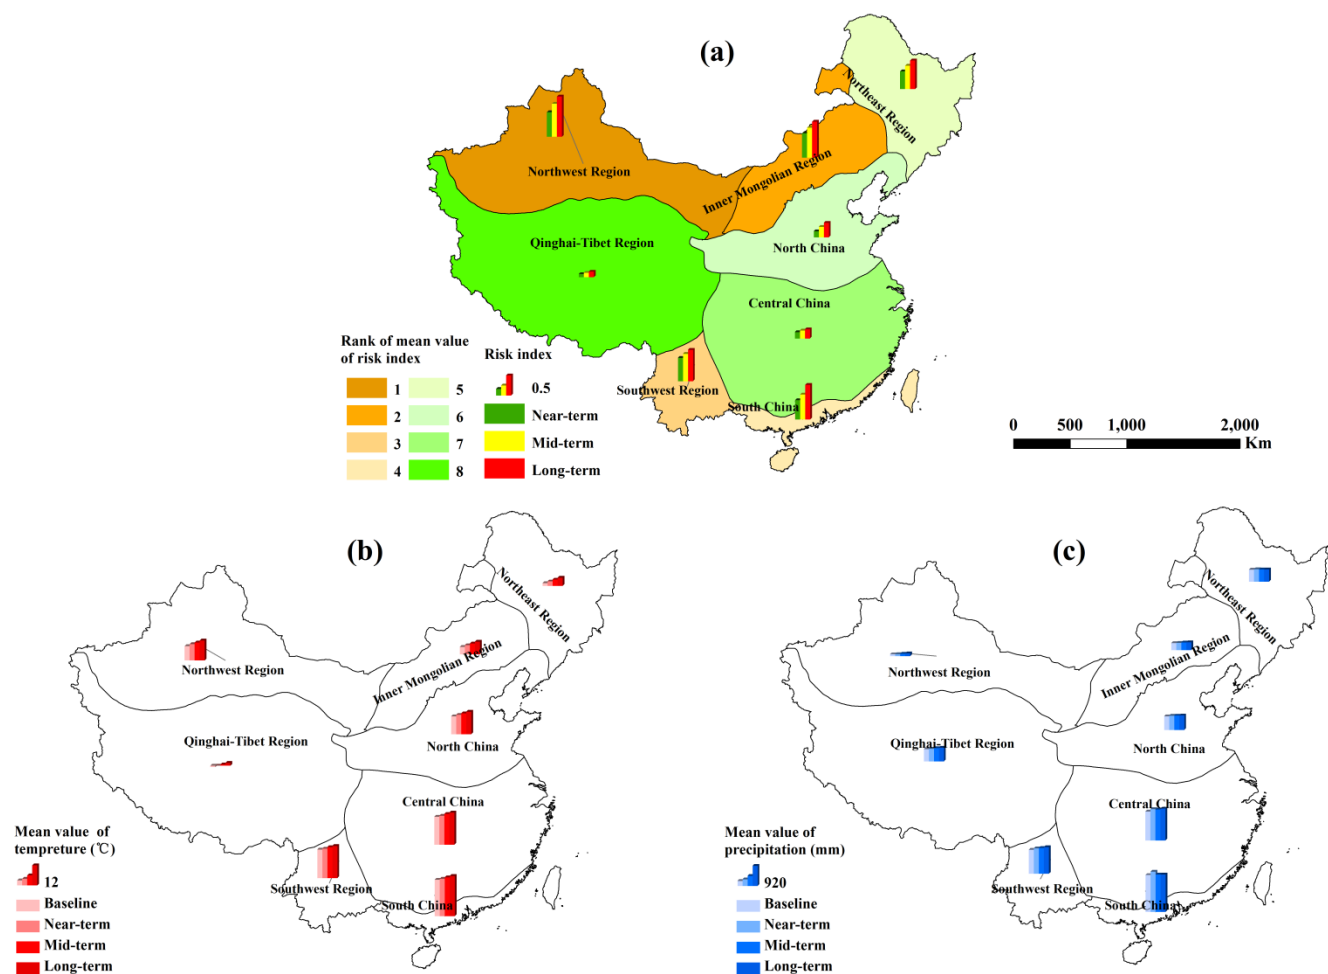 (a)
Northeast Region
Northwest Region
Inner Mongolian Region
Qinghai-Tibet Region
North China
Central China
Southwest Region
South China
Rank of mean value
of risk index
1
2
3
4
5
6
7
8
Risk index
0.5
Near-term
Mid-term
Long-term
0 500 1,000 2,000
Km
(b)
Northeast Region
Northwest Region
Inner Mongolian Region
Qinghai-Tibet Region
North China
Central China
Southwest Region
South China
Mean value of
tempreture (℃)
12
Baseline
Near-term
Mid-term
Long-term
(c)
Northeast Region
Northwest Region
Inner Mongolian Region
Qinghai-Tibet Region
North China
Central China
Southwest Region
South China
Mean value of
precipitation (mm)
920
Baseline
Near-term
Mid-term
Long-term